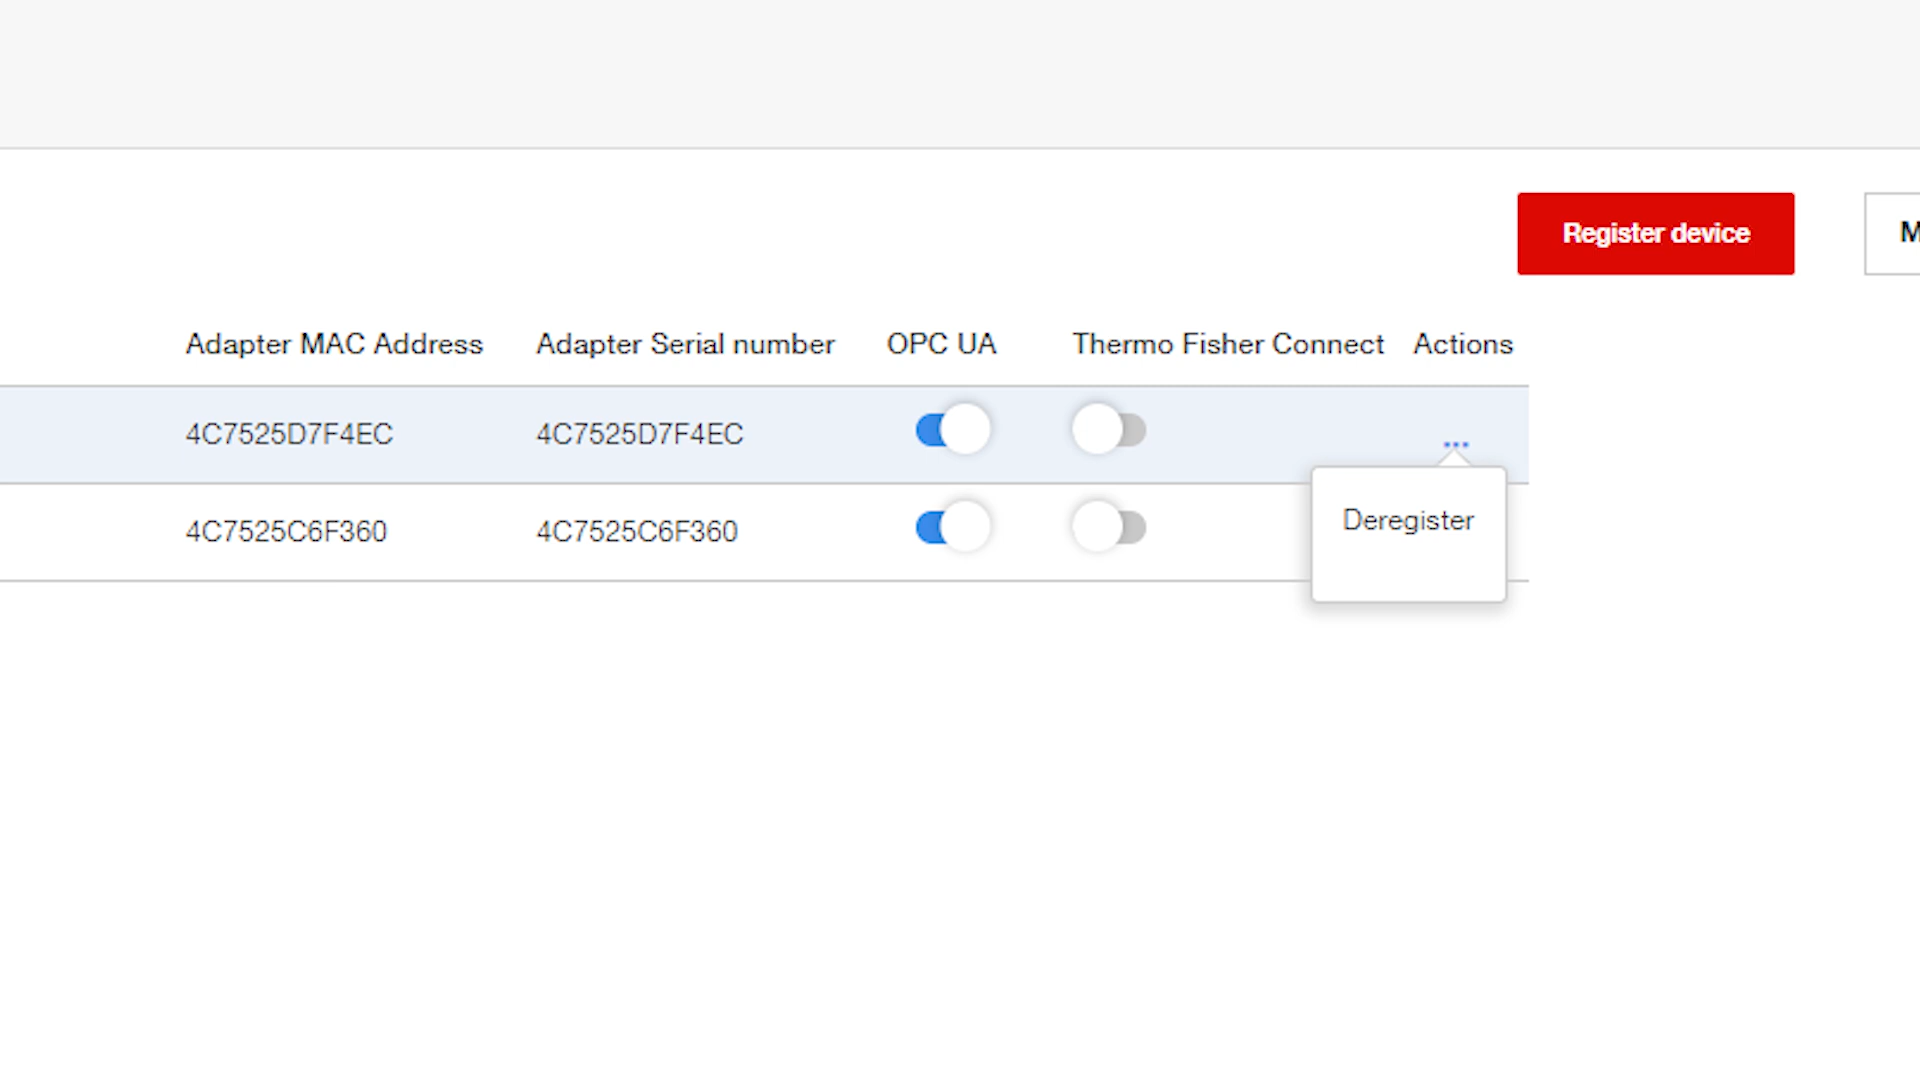 Register device
M
Adapter MAC Address Adapter Serial number OPC UA Thermo Fisher Connect Actions
4C7525D7F4EC 4C7525D7F4EC ...
4C7525C6F360 4C7525C6F360
Deregister